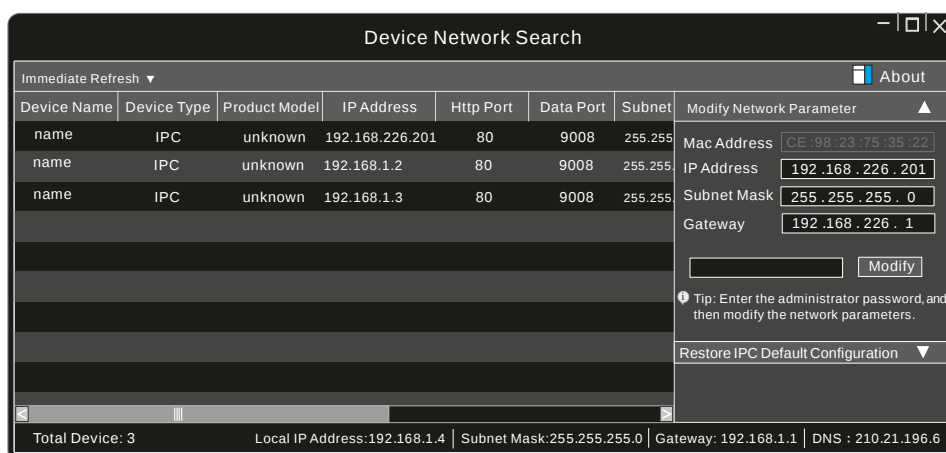 Device Network Search
Immediate Refresh ▼
About
Device Name Device Type Product Model IP Address Http Port Data Port Subnet
name IPC unknown 192.168.226.201 80 9008 255.255
name IPC unknown 192.168.1.2 80 9008 255.255.
name IPC unknown 192.168.1.3 80 9008 255.255.
Modify Network Parameter ▲
Mac Address CE :98 :23 :75 :35 :22
IP Address 192 .168 . 226 . 201
Subnet Mask 255 . 255 . 255 . 0
Gateway 192 .168 . 226 . 1
Modify
Tip: Enter the administrator password, and
then modify the network parameters.
Restore IPC Default Configuration ▼
Total Device: 3 Local IP Address:192.168.1.4 Subnet Mask:255.255.255.0 Gateway: 192.168.1.1 DNS : 210.21.196.6